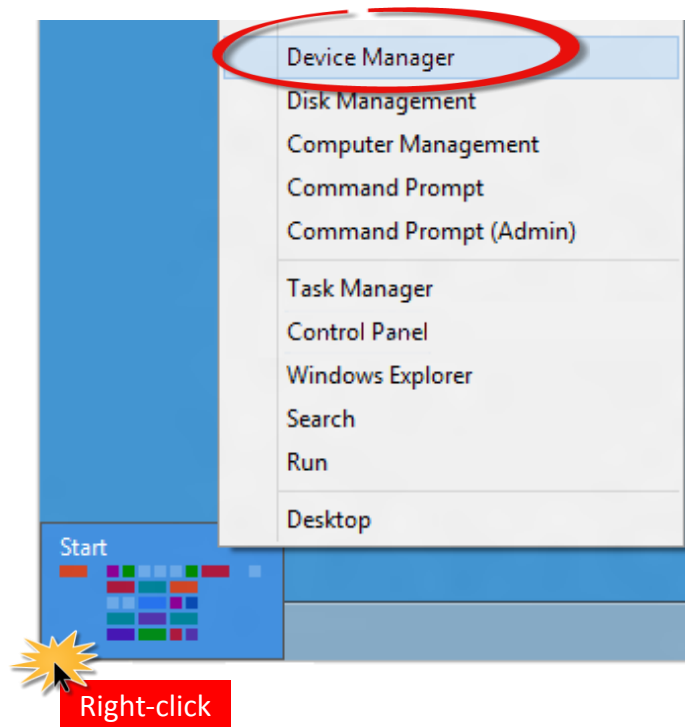 Device Manager
Disk Management
Computer Management
Command Prompt
Command Prompt (Admin)
Task Manager
Control Panel
Windows Explorer
Search
Run
Desktop
Start
Right-click